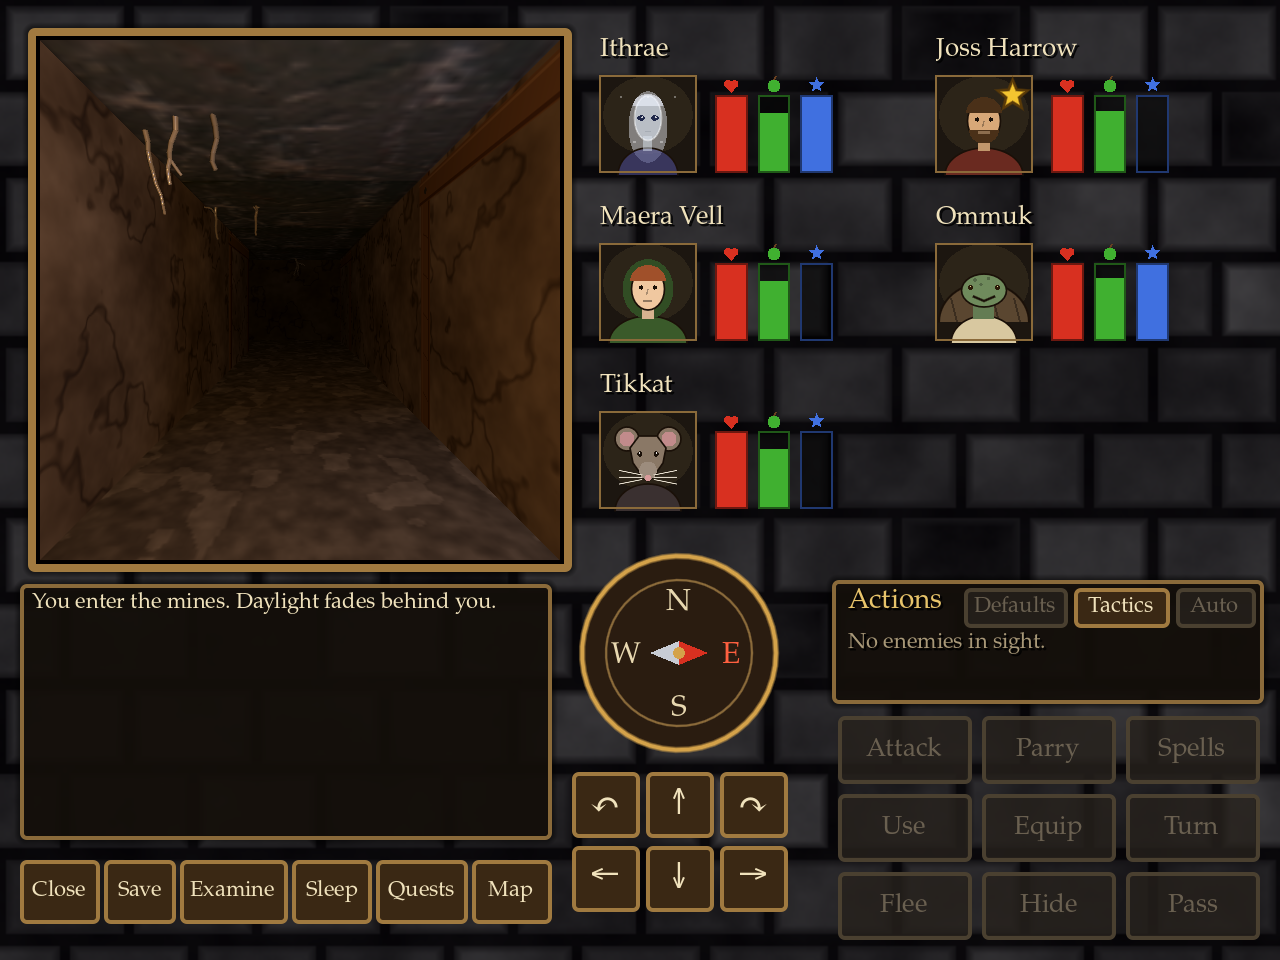 Ithrae
Joss Harrow
Maera Vell
Ommuk
Tikkat
You enter the mines. Daylight fades behind you.
N
W E
S
Actions Defaults Tactics Auto
No enemies in sight.
Attack Parry Spells
Use Equip Turn
Flee Hide Pass
Close Save Examine Sleep Quests Map